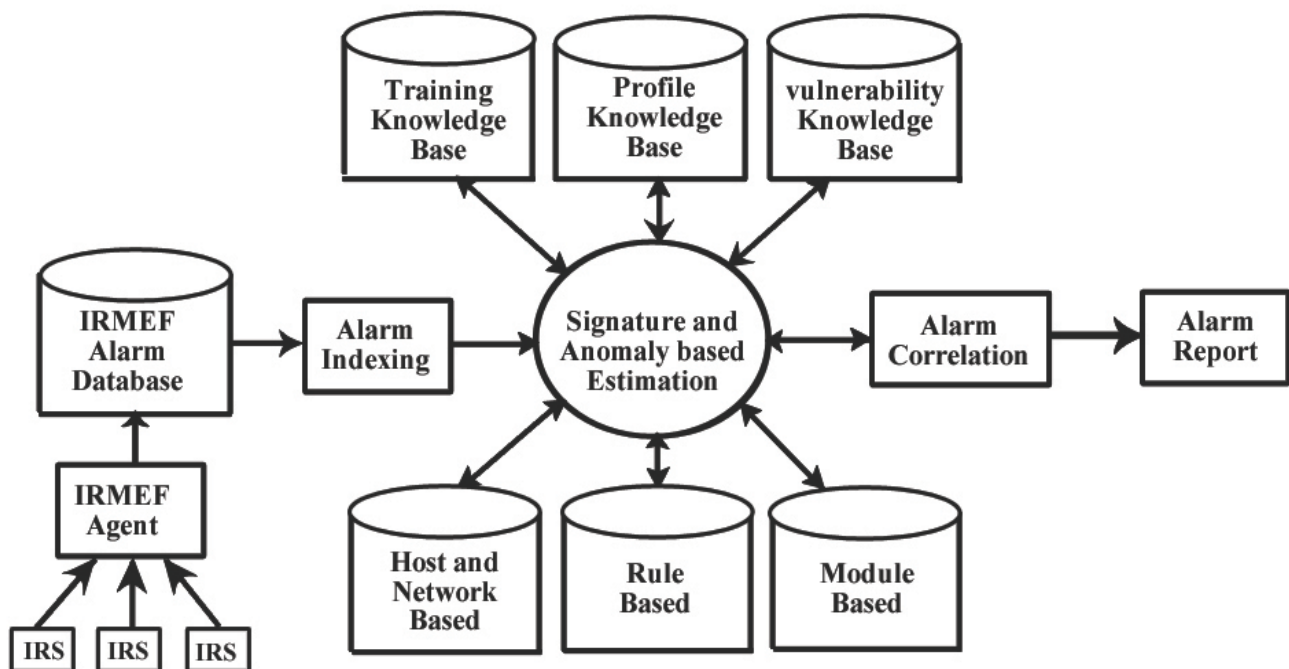 Training
Knowledge
Base
Profile
Knowledge
Base
vulnerability
Knowledge
Base
IRMEF
Alarm
Database
Alarm
Indexing
Signature and
Anomaly based
Estimation
Alarm
Correlation
Alarm
Report
IRMEF
Agent
IRS
IRS
IRS
Host and
Network
Based
Rule
Based
Module
Based